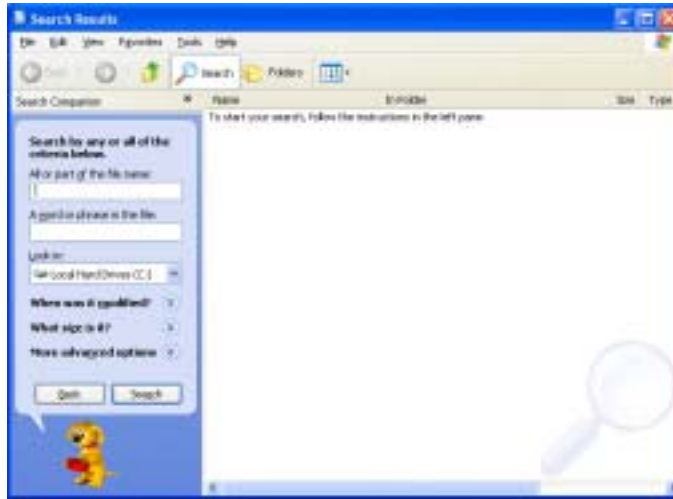 Search Results
File Edit View Favorites Tools Help
Back Search Folders
Search Companion Name In Folder Size Type
To start your search, follow the instructions in the left pane.
Search by any or all of the
criteria below.
All or part of the file name:
A word or phrase in the file:
Look in:
Local Hard Drives (C:)
When was it modified?
What size is it?
More advanced options
Back Search